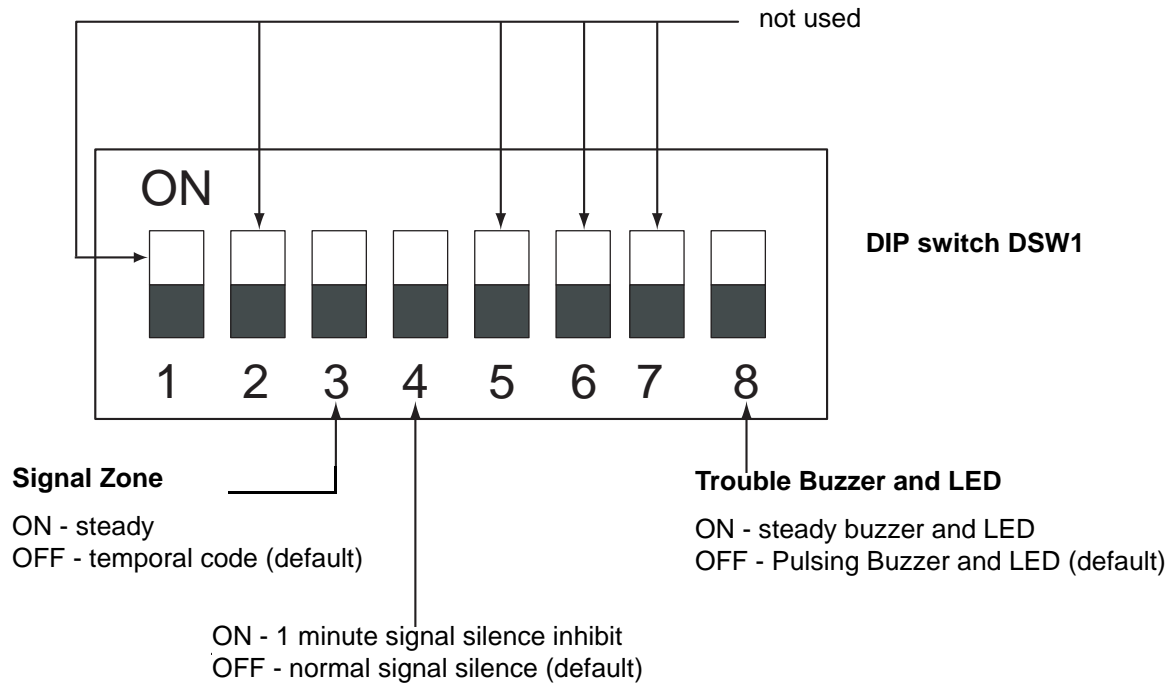 not used
ON
DIP switch DSW1
1 2 3 4 5 6 7 8
Signal Zone
ON - steady
OFF - temporal code (default)
Trouble Buzzer and LED
ON - steady buzzer and LED
OFF - Pulsing Buzzer and LED (default)
ON - 1 minute signal silence inhibit
OFF - normal signal silence (default)